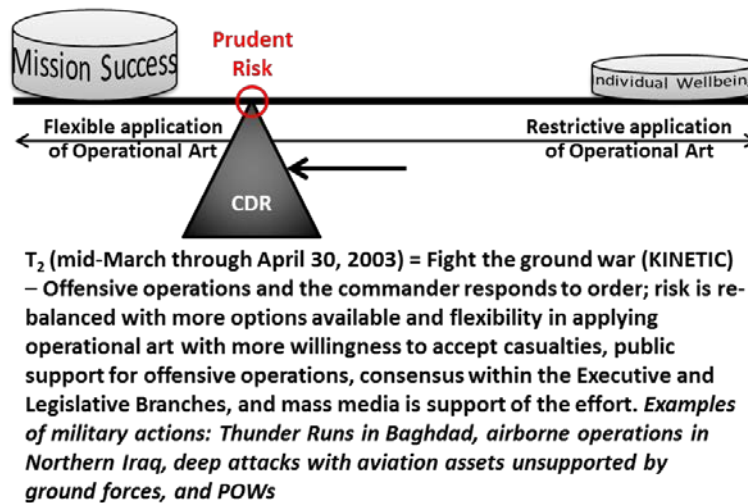 Mission Success
Prudent
Risk
Individual Wellbeing
Flexible application
of Operational Art
Restrictive application
of Operational Art
CDR
T₂ (mid-March through April 30, 2003) = Fight the ground war (KINETIC)
– Offensive operations and the commander responds to order; risk is re-
balanced with more options available and flexibility in applying
operational art with more willingness to accept casualties, public
support for offensive operations, consensus within the Executive and
Legislative Branches, and mass media is support of the effort. Examples
of military actions: Thunder Runs in Baghdad, airborne operations in
Northern Iraq, deep attacks with aviation assets unsupported by
ground forces, and POWs